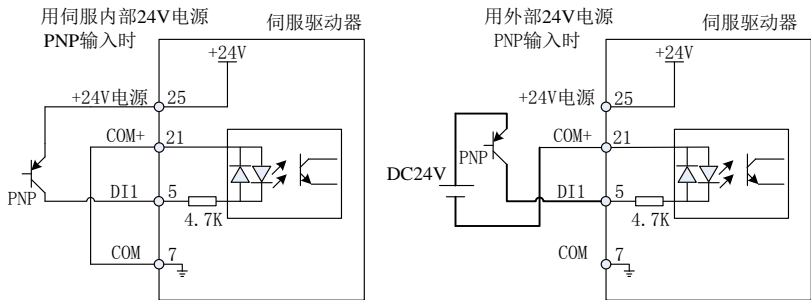 用伺服内部24V电源
PNP输入时
伺服驱动器
+24V
+24V电源
25
COM+
21
PNP
DI1
5
4.7K
COM
7
用外部24V电源
PNP输入时
伺服驱动器
+24V
+24V电源
25
COM+
21
PNP
DC24V
DI1
5
4.7K
COM
7